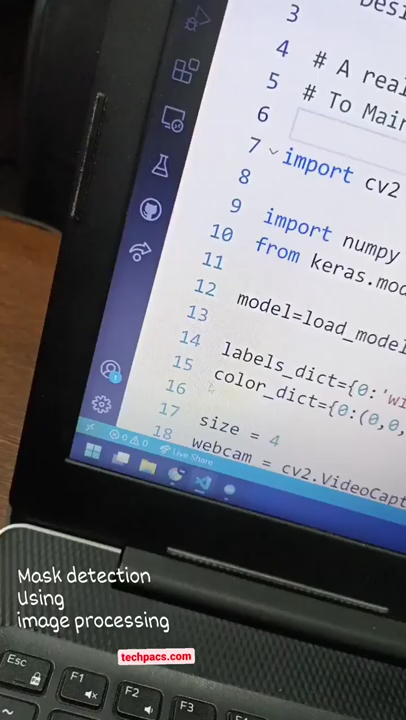 3
4
# A real
5
# To Main
6
7 import cv2
8
9 import numpy
10 from keras.mod
11
12
13 model=load_model
14
15 labels_dict={0:'wi
16 color_dict={0:(0,0,
17
18 size = 4
webcam = cv2.VideoCapt
0 0 Live Share
Mask detection
Using
image processing
techpacs.com
Esc
F1
F2
F3
~